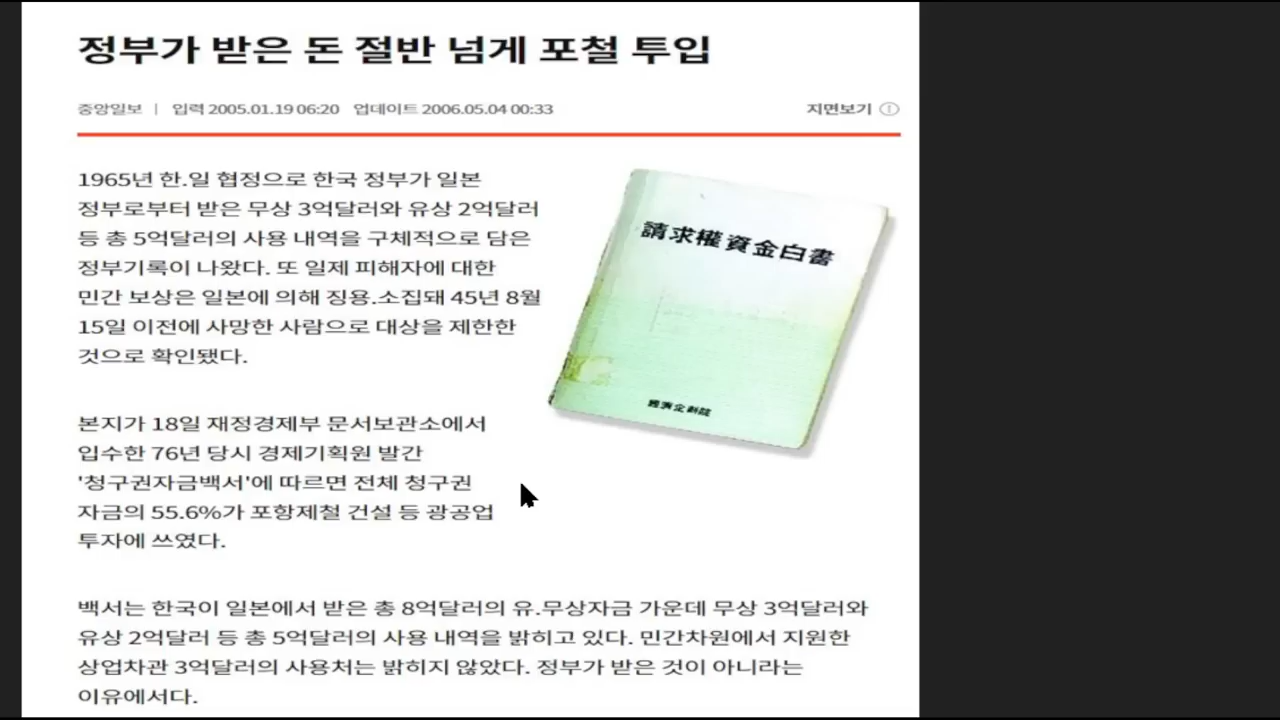 정부가 받은 돈 절반 넘게 포철 투입
중앙일보 | 입력 2005.01.19 06:20 업데이트 2006.05.04 00:33 지면보기
1965년 한.일 협정으로 한국 정부가 일본
정부로부터 받은 무상 3억달러와 유상 2억달러
등 총 5억달러의 사용 내역을 구체적으로 담은
정부기록이 나왔다. 또 일제 피해자에 대한
민간 보상은 일본에 의해 징용.소집돼 45년 8월
15일 이전에 사망한 사람으로 대상을 제한한
것으로 확인됐다.
請求權資金白書
經濟企劃院
본지가 18일 재정경제부 문서보관소에서
입수한 76년 당시 경제기획원 발간
'청구권자금백서'에 따르면 전체 청구권
자금의 55.6%가 포항제철 건설 등 광공업
투자에 쓰였다.
백서는 한국이 일본에서 받은 총 8억달러의 유.무상자금 가운데 무상 3억달러와
유상 2억달러 등 총 5억달러의 사용 내역을 밝히고 있다. 민간차원에서 지원한
상업차관 3억달러의 사용처는 밝히지 않았다. 정부가 받은 것이 아니라는
이유에서다.